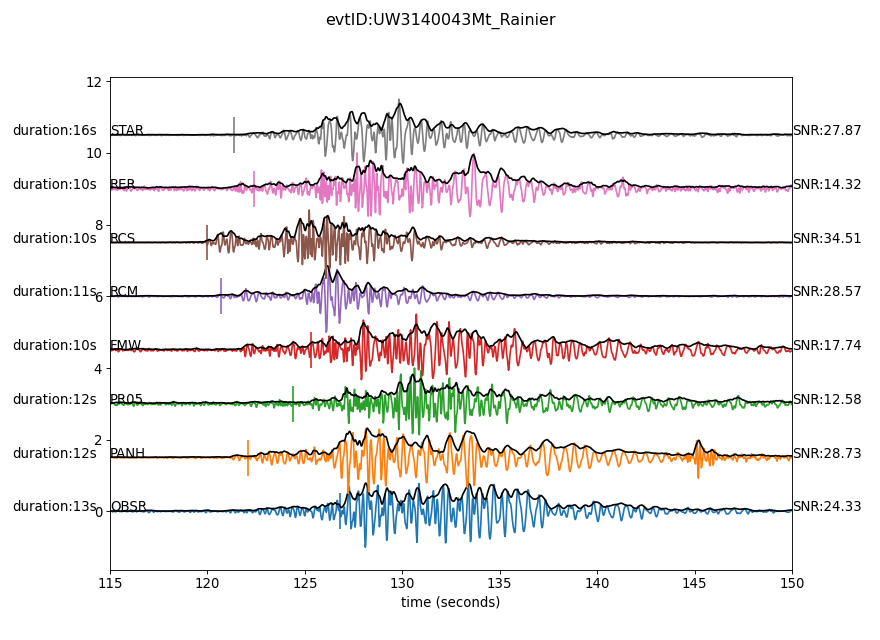 evtID:UW3140043Mt_Rainier
12
duration:16s STAR SNR:27.87
10
duration:10s RER SNR:14.32
8
duration:10s RCS SNR:34.51
duration:11s RCM SNR:28.57
6
duration:10s FMW SNR:17.74
4
duration:12s PR05 SNR:12.58
2
duration:12s PANH SNR:28.73
duration:13s OBSR SNR:24.33
0
115 120 125 130 135 140 145 150
time (seconds)